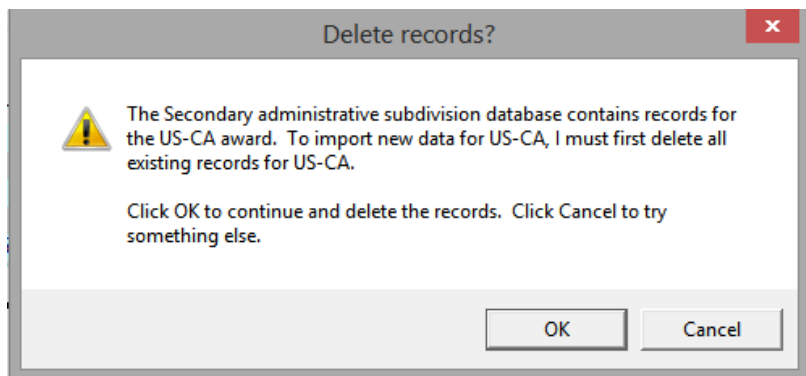 Delete records?
The Secondary administrative subdivision database contains records for
the US-CA award.  To import new data for US-CA, I must first delete all
existing records for US-CA.
Click OK to continue and delete the records.  Click Cancel to try
something else.
OK
Cancel